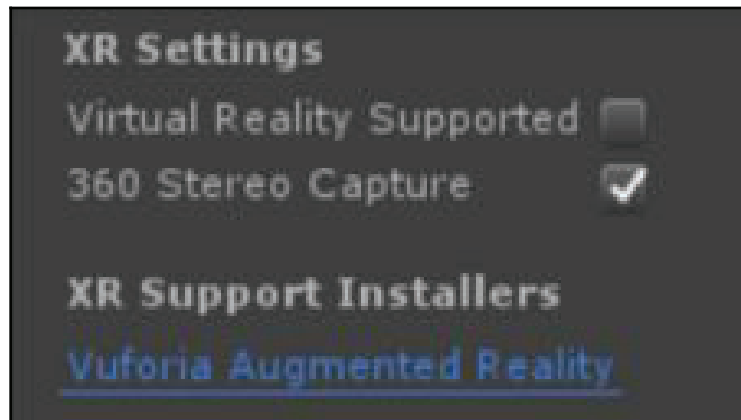 XR Settings
Virtual Reality Supported
360 Stereo Capture
XR Support Installers
Vuforia Augmented Reality